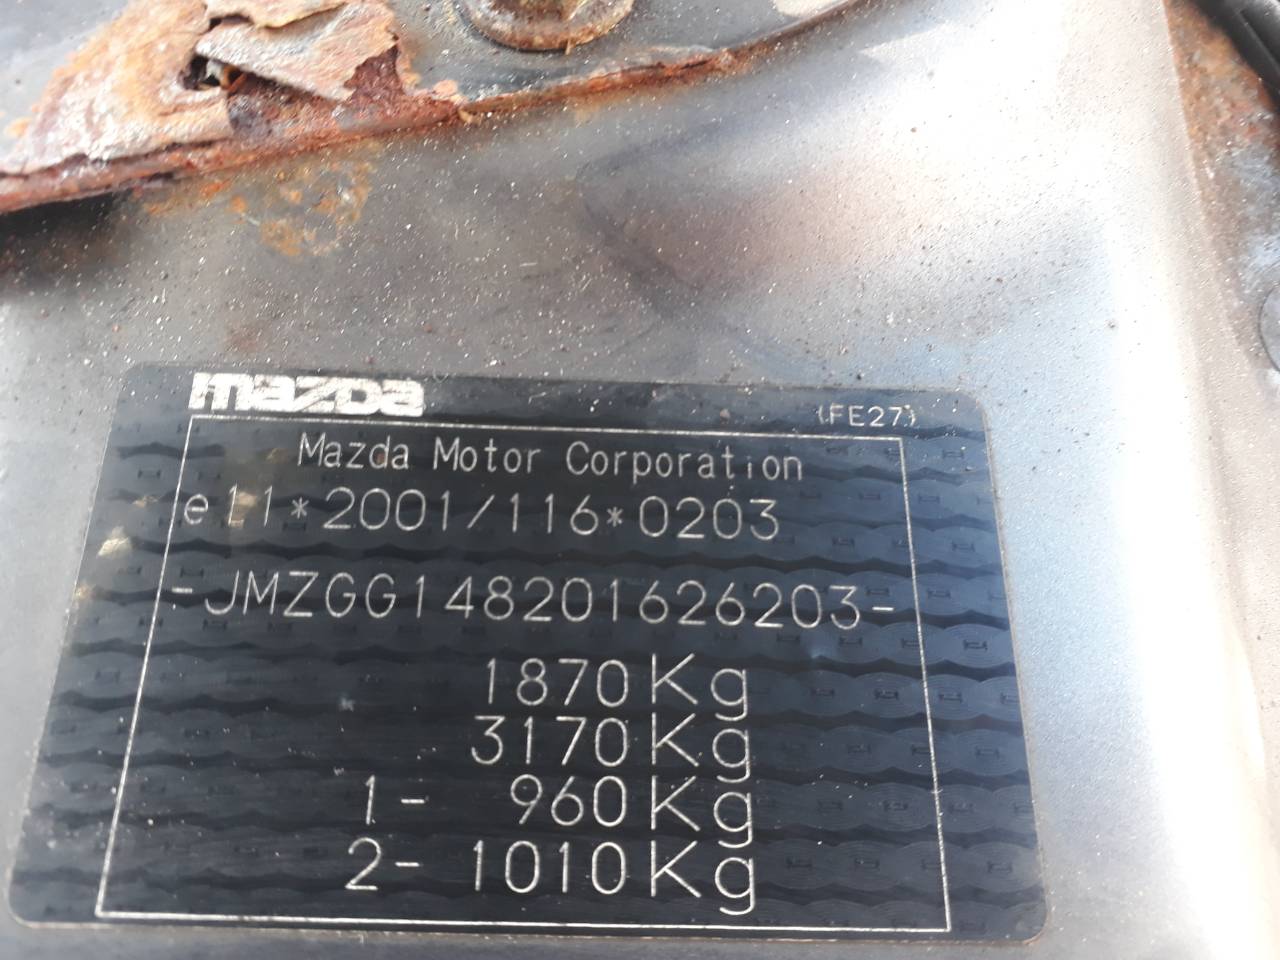 mazda
(FE27)
Mazda Motor Corporation
e11*2001/116*0203
-JMZGG148201626203-
1870Kg
3170Kg
1- 960Kg
2- 1010Kg